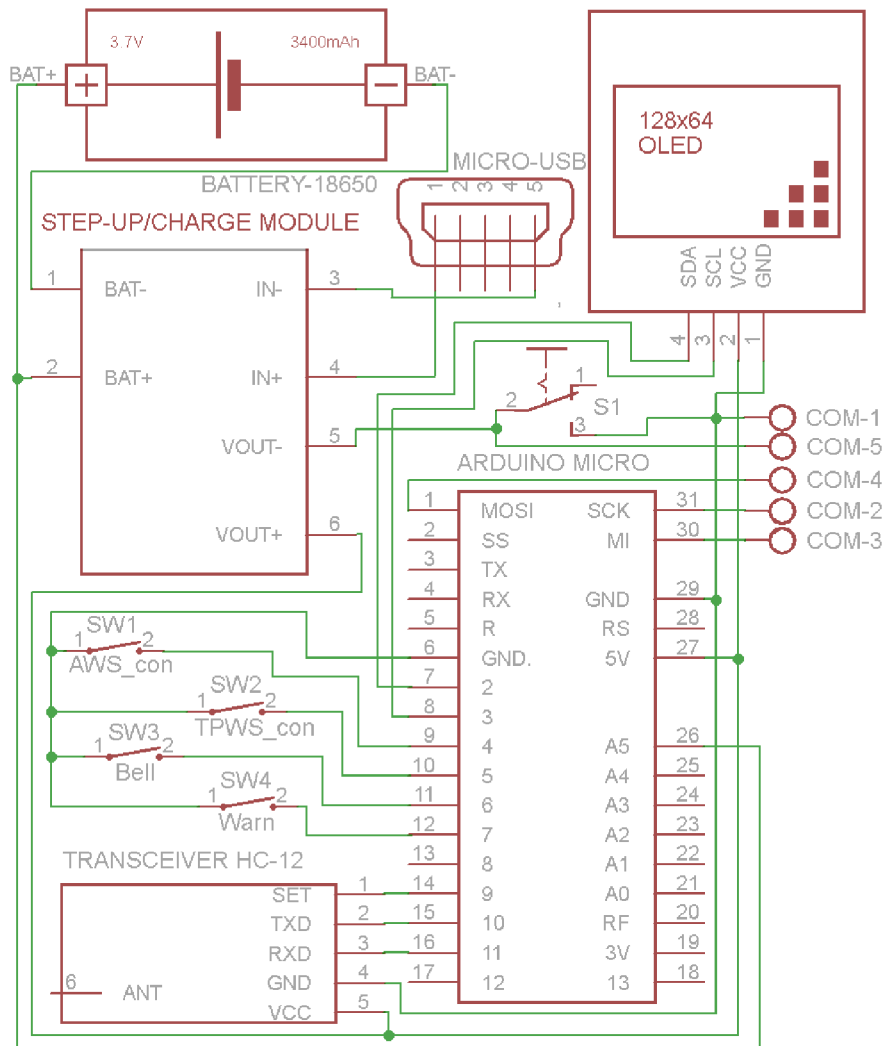 3.7V 3400mAh
BAT+ + − BAT-
BATTERY-18650
MICRO-USB
1 2 3 4 5
128x64
OLED
SDA SCL VCC GND
4 3 2 1
STEP-UP/CHARGE MODULE
1 BAT- IN- 3
2 BAT+ IN+ 4
VOUT- 5
VOUT+ 6
1
2 S1
3
COM-1
COM-5
COM-4
COM-2
COM-3
ARDUINO MICRO
1 MOSI SCK 31
2 SS MI 30
3 TX
4 RX GND 29
5 R RS 28
6 GND. 5V 27
7 2
8 3
9 4 A5 26
10 5 A4 25
11 6 A3 24
12 7 A2 23
13 8 A1 22
14 9 A0 21
15 10 RF 20
16 11 3V 19
17 12 13 18
SW1
1 2
AWS_con
SW2
1 2
TPWS_con
SW3
1 2
Bell
SW4
1 2
Warn
TRANSCEIVER HC-12
SET 1
TXD 2
RXD 3
GND 4
6 ANT
VCC 5